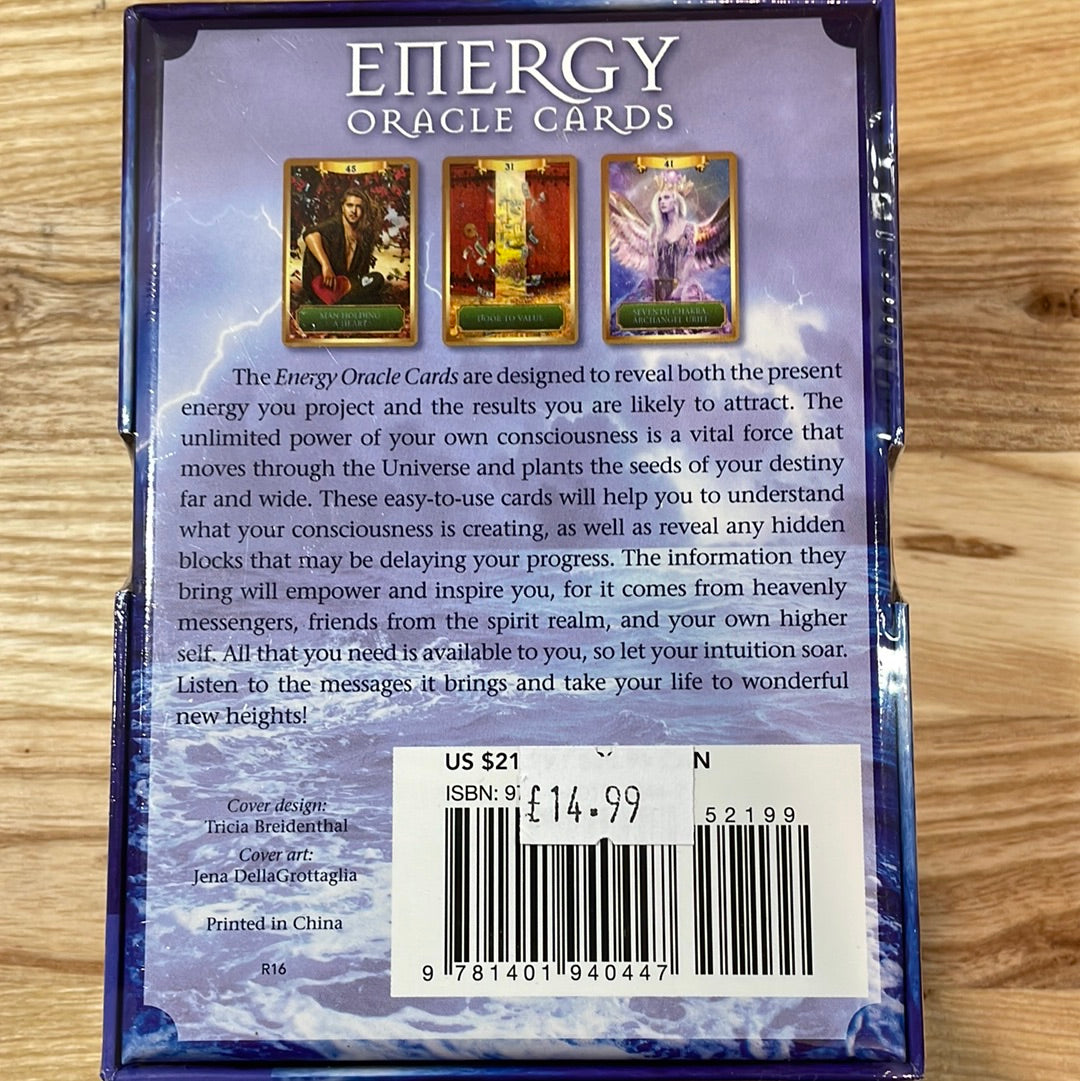 ENERGY
ORACLE CARDS
45
31
41
MAN HOLDING
A HEART
DOOR TO VALUE
SEVENTH CHAKRA
ARCHANGEL URIEL
The Energy Oracle Cards are designed to reveal both the present
energy you project and the results you are likely to attract. The
unlimited power of your own consciousness is a vital force that
moves through the Universe and plants the seeds of your destiny
far and wide. These easy-to-use cards will help you to understand
what your consciousness is creating, as well as reveal any hidden
blocks that may be delaying your progress. The information they
bring will empower and inspire you, for it comes from heavenly
messengers, friends from the spirit realm, and your own higher
self. All that you need is available to you, so let your intuition soar.
Listen to the messages it brings and take your life to wonderful
new heights!
Cover design:
Tricia Breidenthal
Cover art:
Jena DellaGrottaglia
Printed in China
R16
US $21
N
ISBN: 97
£14.99
52199
9 781401 940447